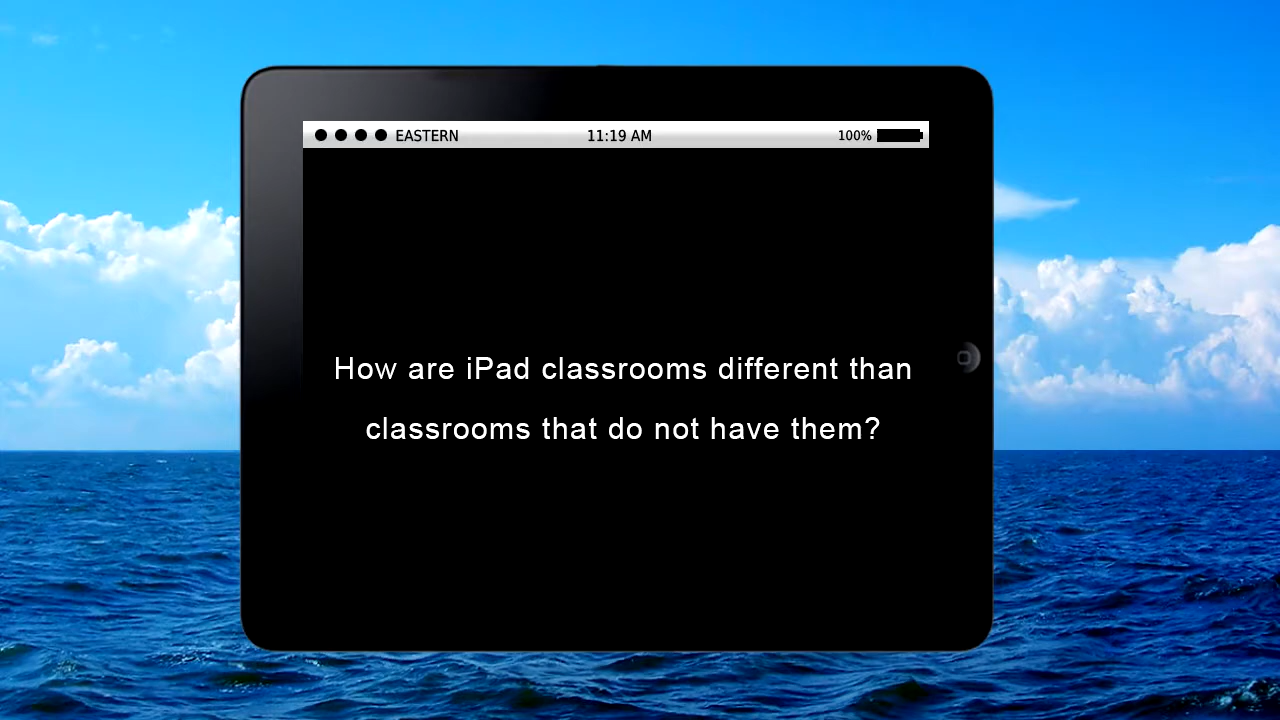 EASTERN 11:19 AM 100%
How are iPad classrooms different than
classrooms that do not have them?